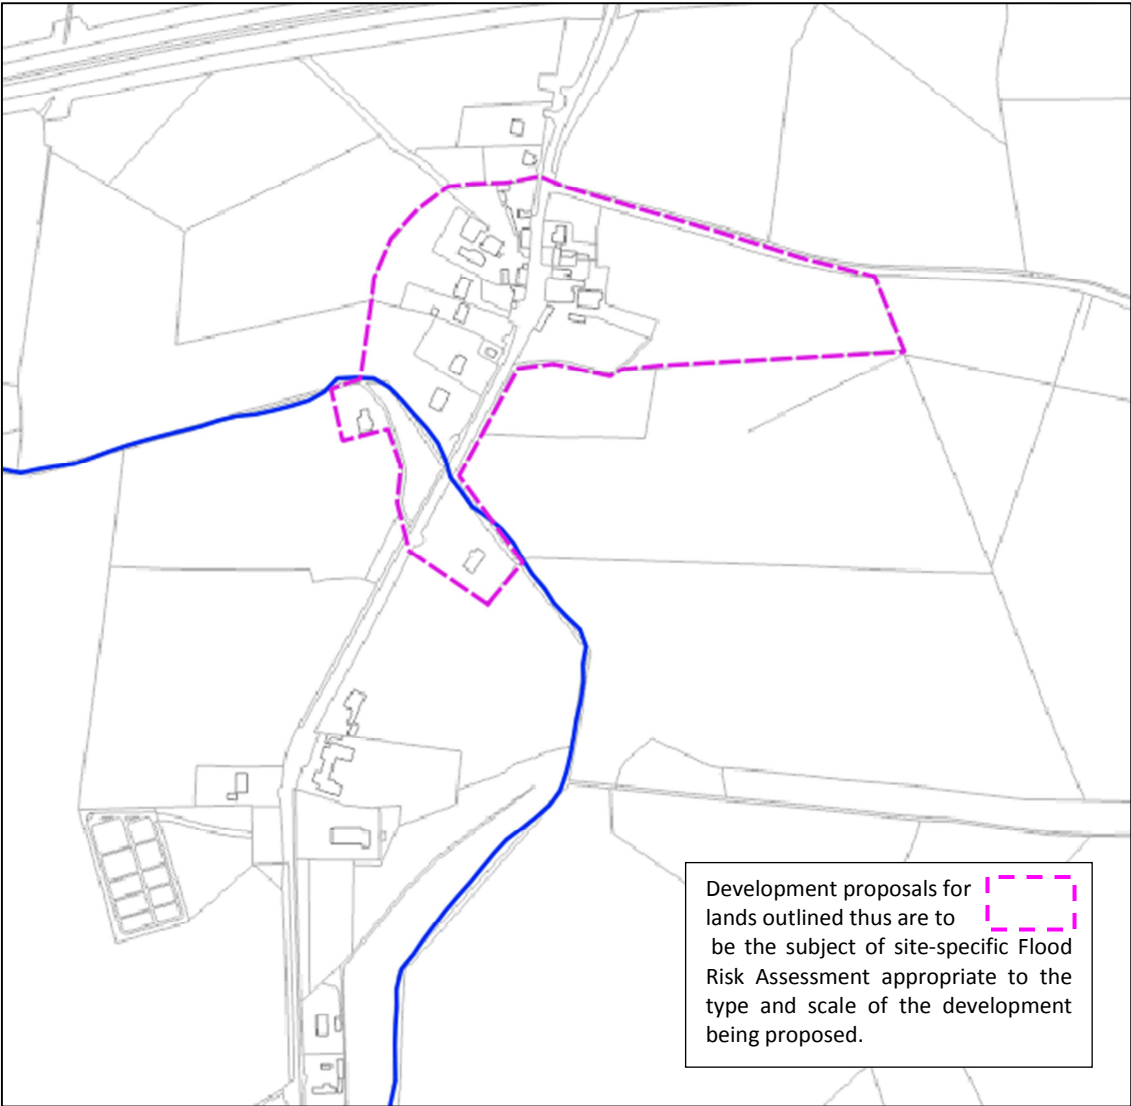 Development proposals for
lands outlined thus are to
be the subject of site-specific Flood
Risk Assessment appropriate to the
type and scale of the development
being proposed.